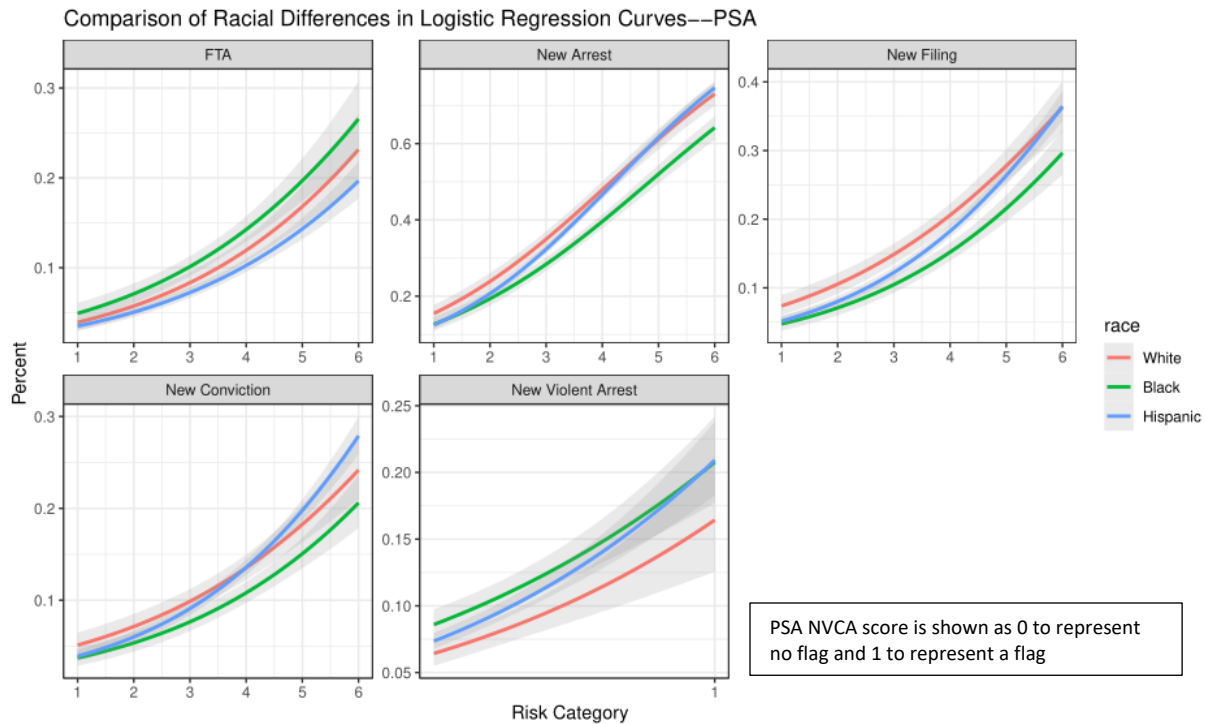 Comparison of Racial Differences in Logistic Regression Curves--PSA
FTA
New Arrest
New Filing
0.3
0.2
0.1
0.6
0.4
0.2
0.4
0.3
0.2
0.1
1 2 3 4 5 6
1 2 3 4 5 6
1 2 3 4 5 6
Percent
New Conviction
New Violent Arrest
0.3
0.2
0.1
0.25
0.20
0.15
0.10
0.05
1 2 3 4 5 6
1
Risk Category
race
White
Black
Hispanic
PSA NVCA score is shown as 0 to represent
no flag and 1 to represent a flag